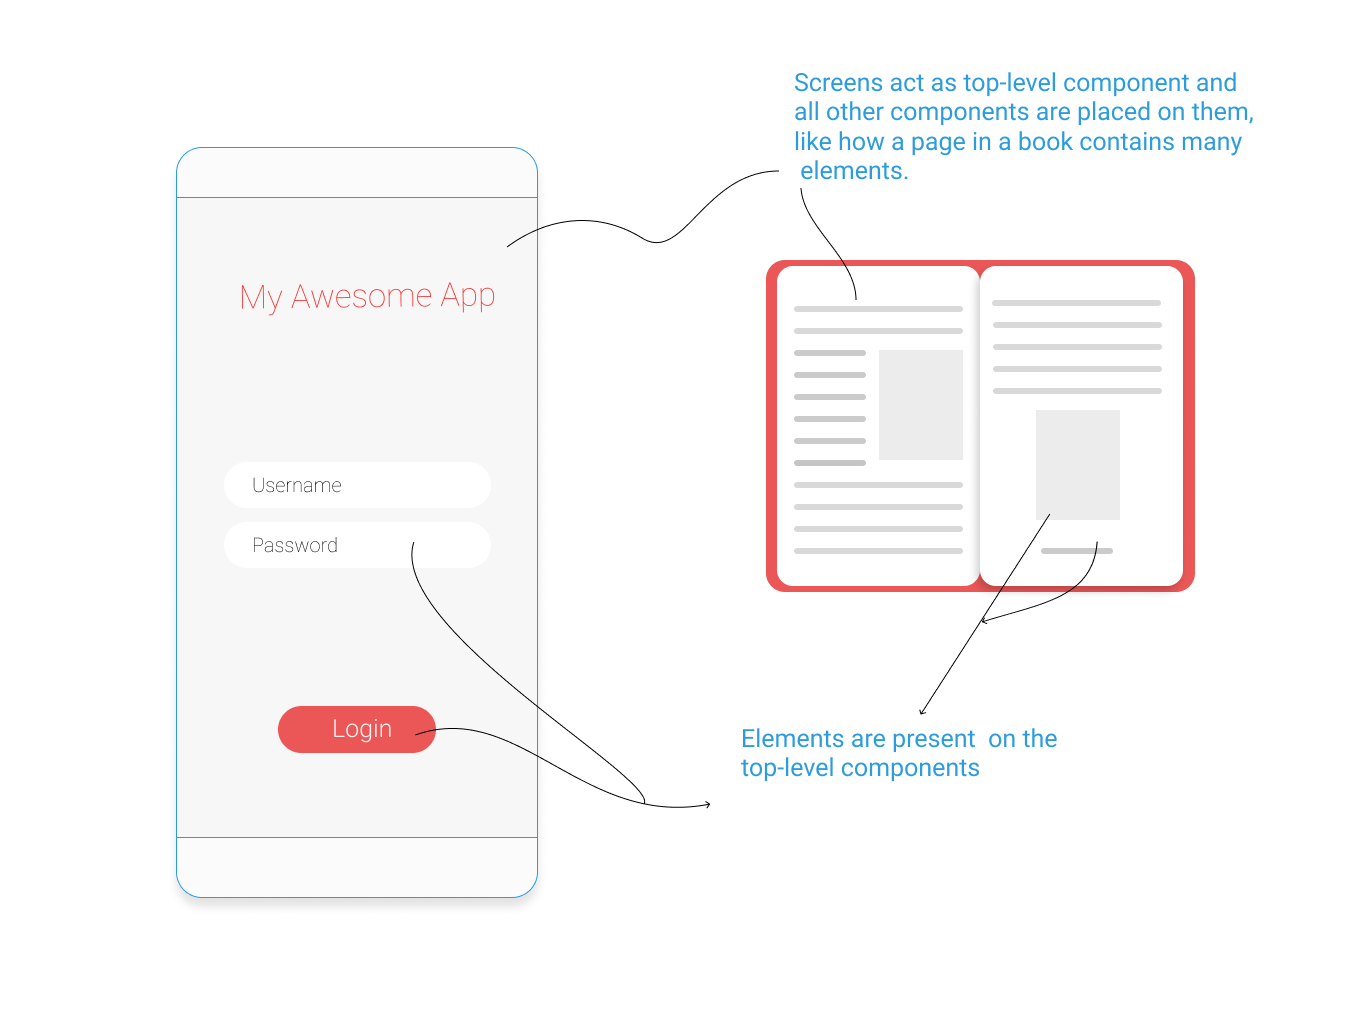 Screens act as top-level component and
all other components are placed on them,
like how a page in a book contains many
elements.
My Awesome App
Username
Password
Login
Elements are present  on the
top-level components